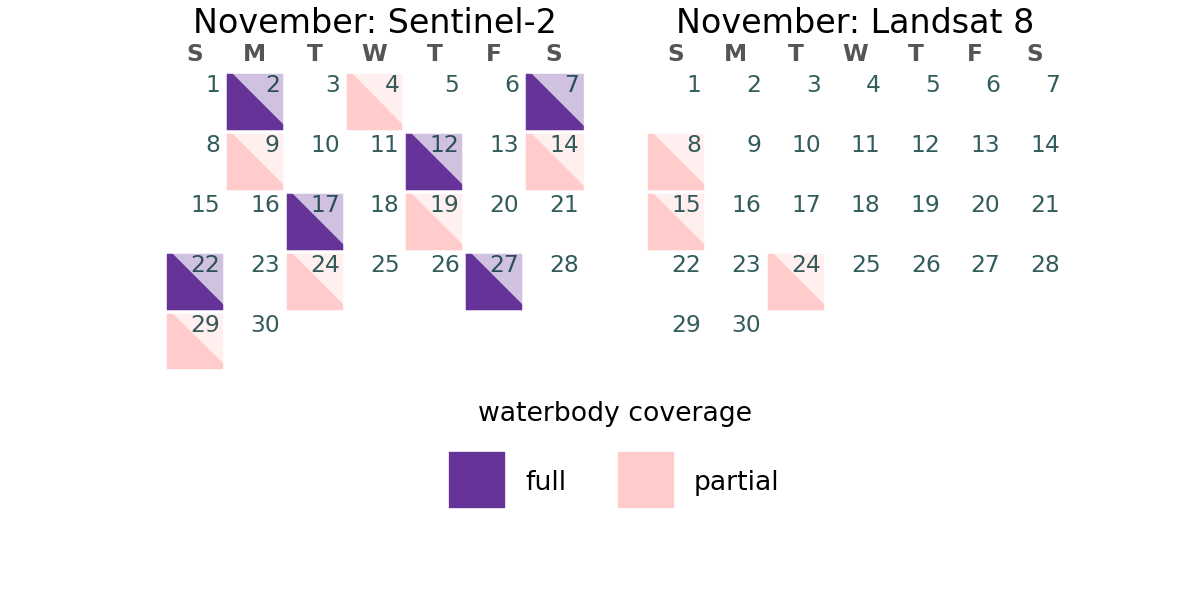 November: Sentinel-2
S M T W T F S
1 2 3 4 5 6 7
8 9 10 11 12 13 14
15 16 17 18 19 20 21
22 23 24 25 26 27 28
29 30
November: Landsat 8
S M T W T F S
1 2 3 4 5 6 7
8 9 10 11 12 13 14
15 16 17 18 19 20 21
22 23 24 25 26 27 28
29 30
waterbody coverage
full
partial